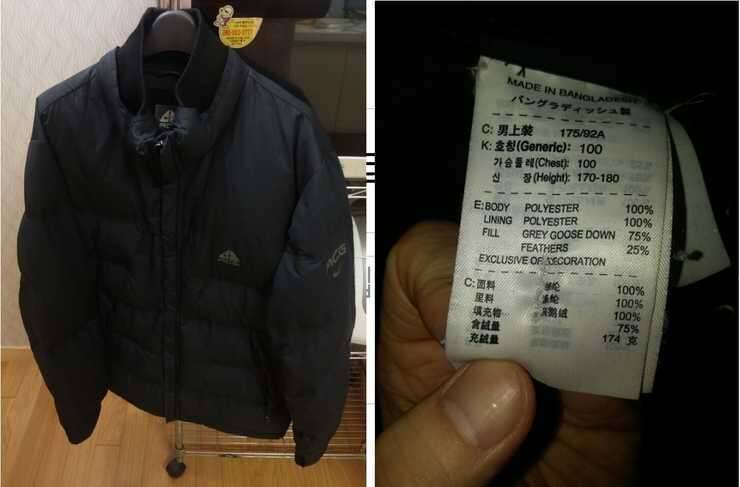 ACG
MADE IN BANGLADESH
バングラディッシュ製
C: 男上装 175/92A
K: 호칭(Generic): 100
가슴둘레(Chest): 100
신 장(Height): 170-180
E: BODY POLYESTER 100%
LINING POLYESTER 100%
FILL GREY GOOSE DOWN 75%
FEATHERS 25%
EXCLUSIVE OF DECORATION
C: 面料 100%
里料 100%
填充物 鹅绒 100%
含绒量 75%
充绒量 174 克